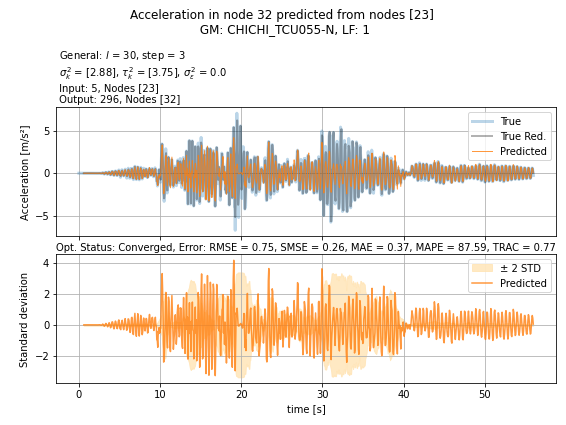 Acceleration in node 32 predicted from nodes [23]
GM: CHICHI_TCU055-N, LF: 1
General: l = 30, step = 3
σ²ₖ = [2.88], τ²ₖ = [3.75], σ²ε = 0.0
Input: 5, Nodes [23]
Output: 296, Nodes [32]
Acceleration [m/s²]
5
0
−5
True
True Red.
Predicted
Opt. Status: Converged, Error: RMSE = 0.75, SMSE = 0.26, MAE = 0.37, MAPE = 87.59, TRAC = 0.77
Standard deviation
4
2
0
−2
± 2 STD
Predicted
0 10 20 30 40 50
time [s]